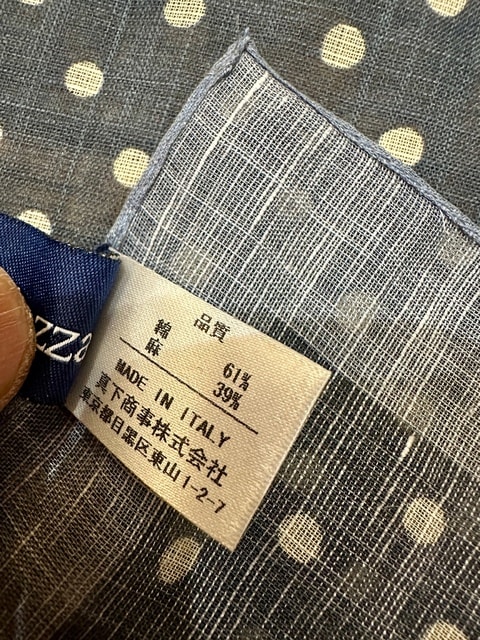 zza
品質
綿 61%
麻 39%
MADE IN ITALY
真下商事株式会社
東京都目黒区東山1-2-7